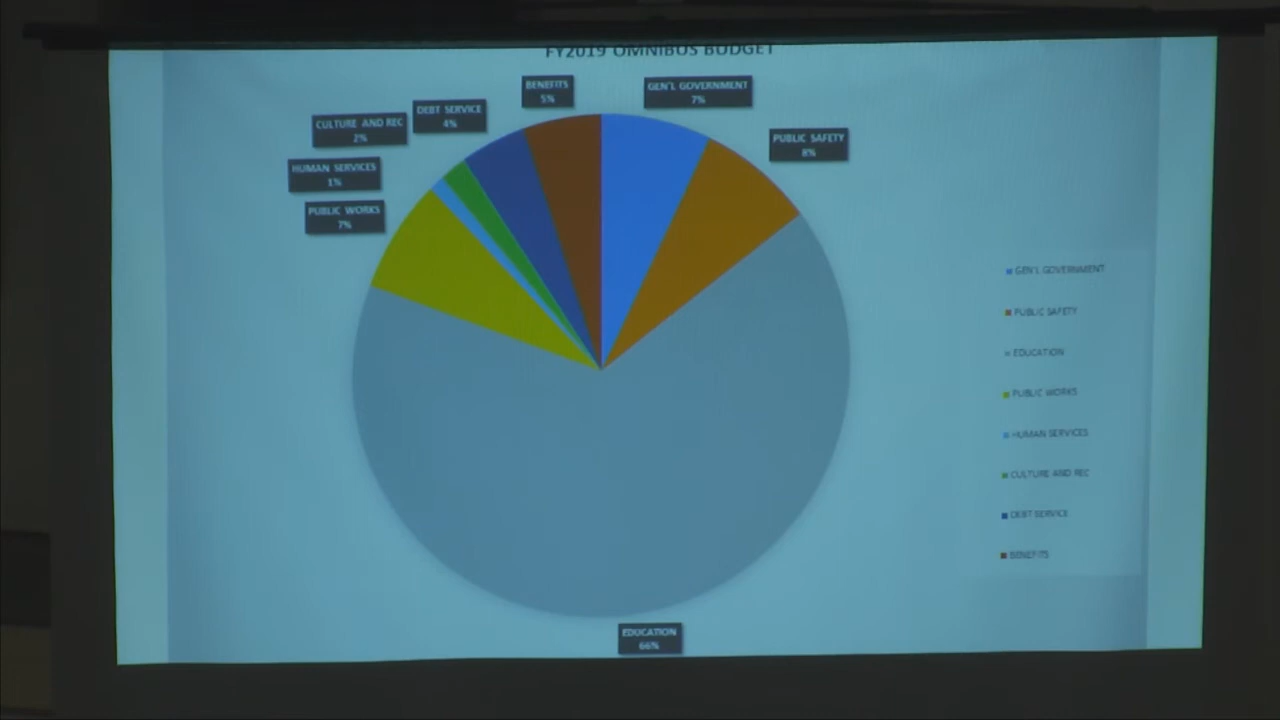 FY2019 OMNIBUS BUDGET
BENEFITS
5%
GEN'L GOVERNMENT
7%
DEBT SERVICE
4%
CULTURE AND REC
2%
PUBLIC SAFETY
8%
HUMAN SERVICES
1%
PUBLIC WORKS
7%
GEN'L GOVERNMENT
PUBLIC SAFETY
EDUCATION
PUBLIC WORKS
HUMAN SERVICES
CULTURE AND REC
DEBT SERVICE
BENEFITS
EDUCATION
66%